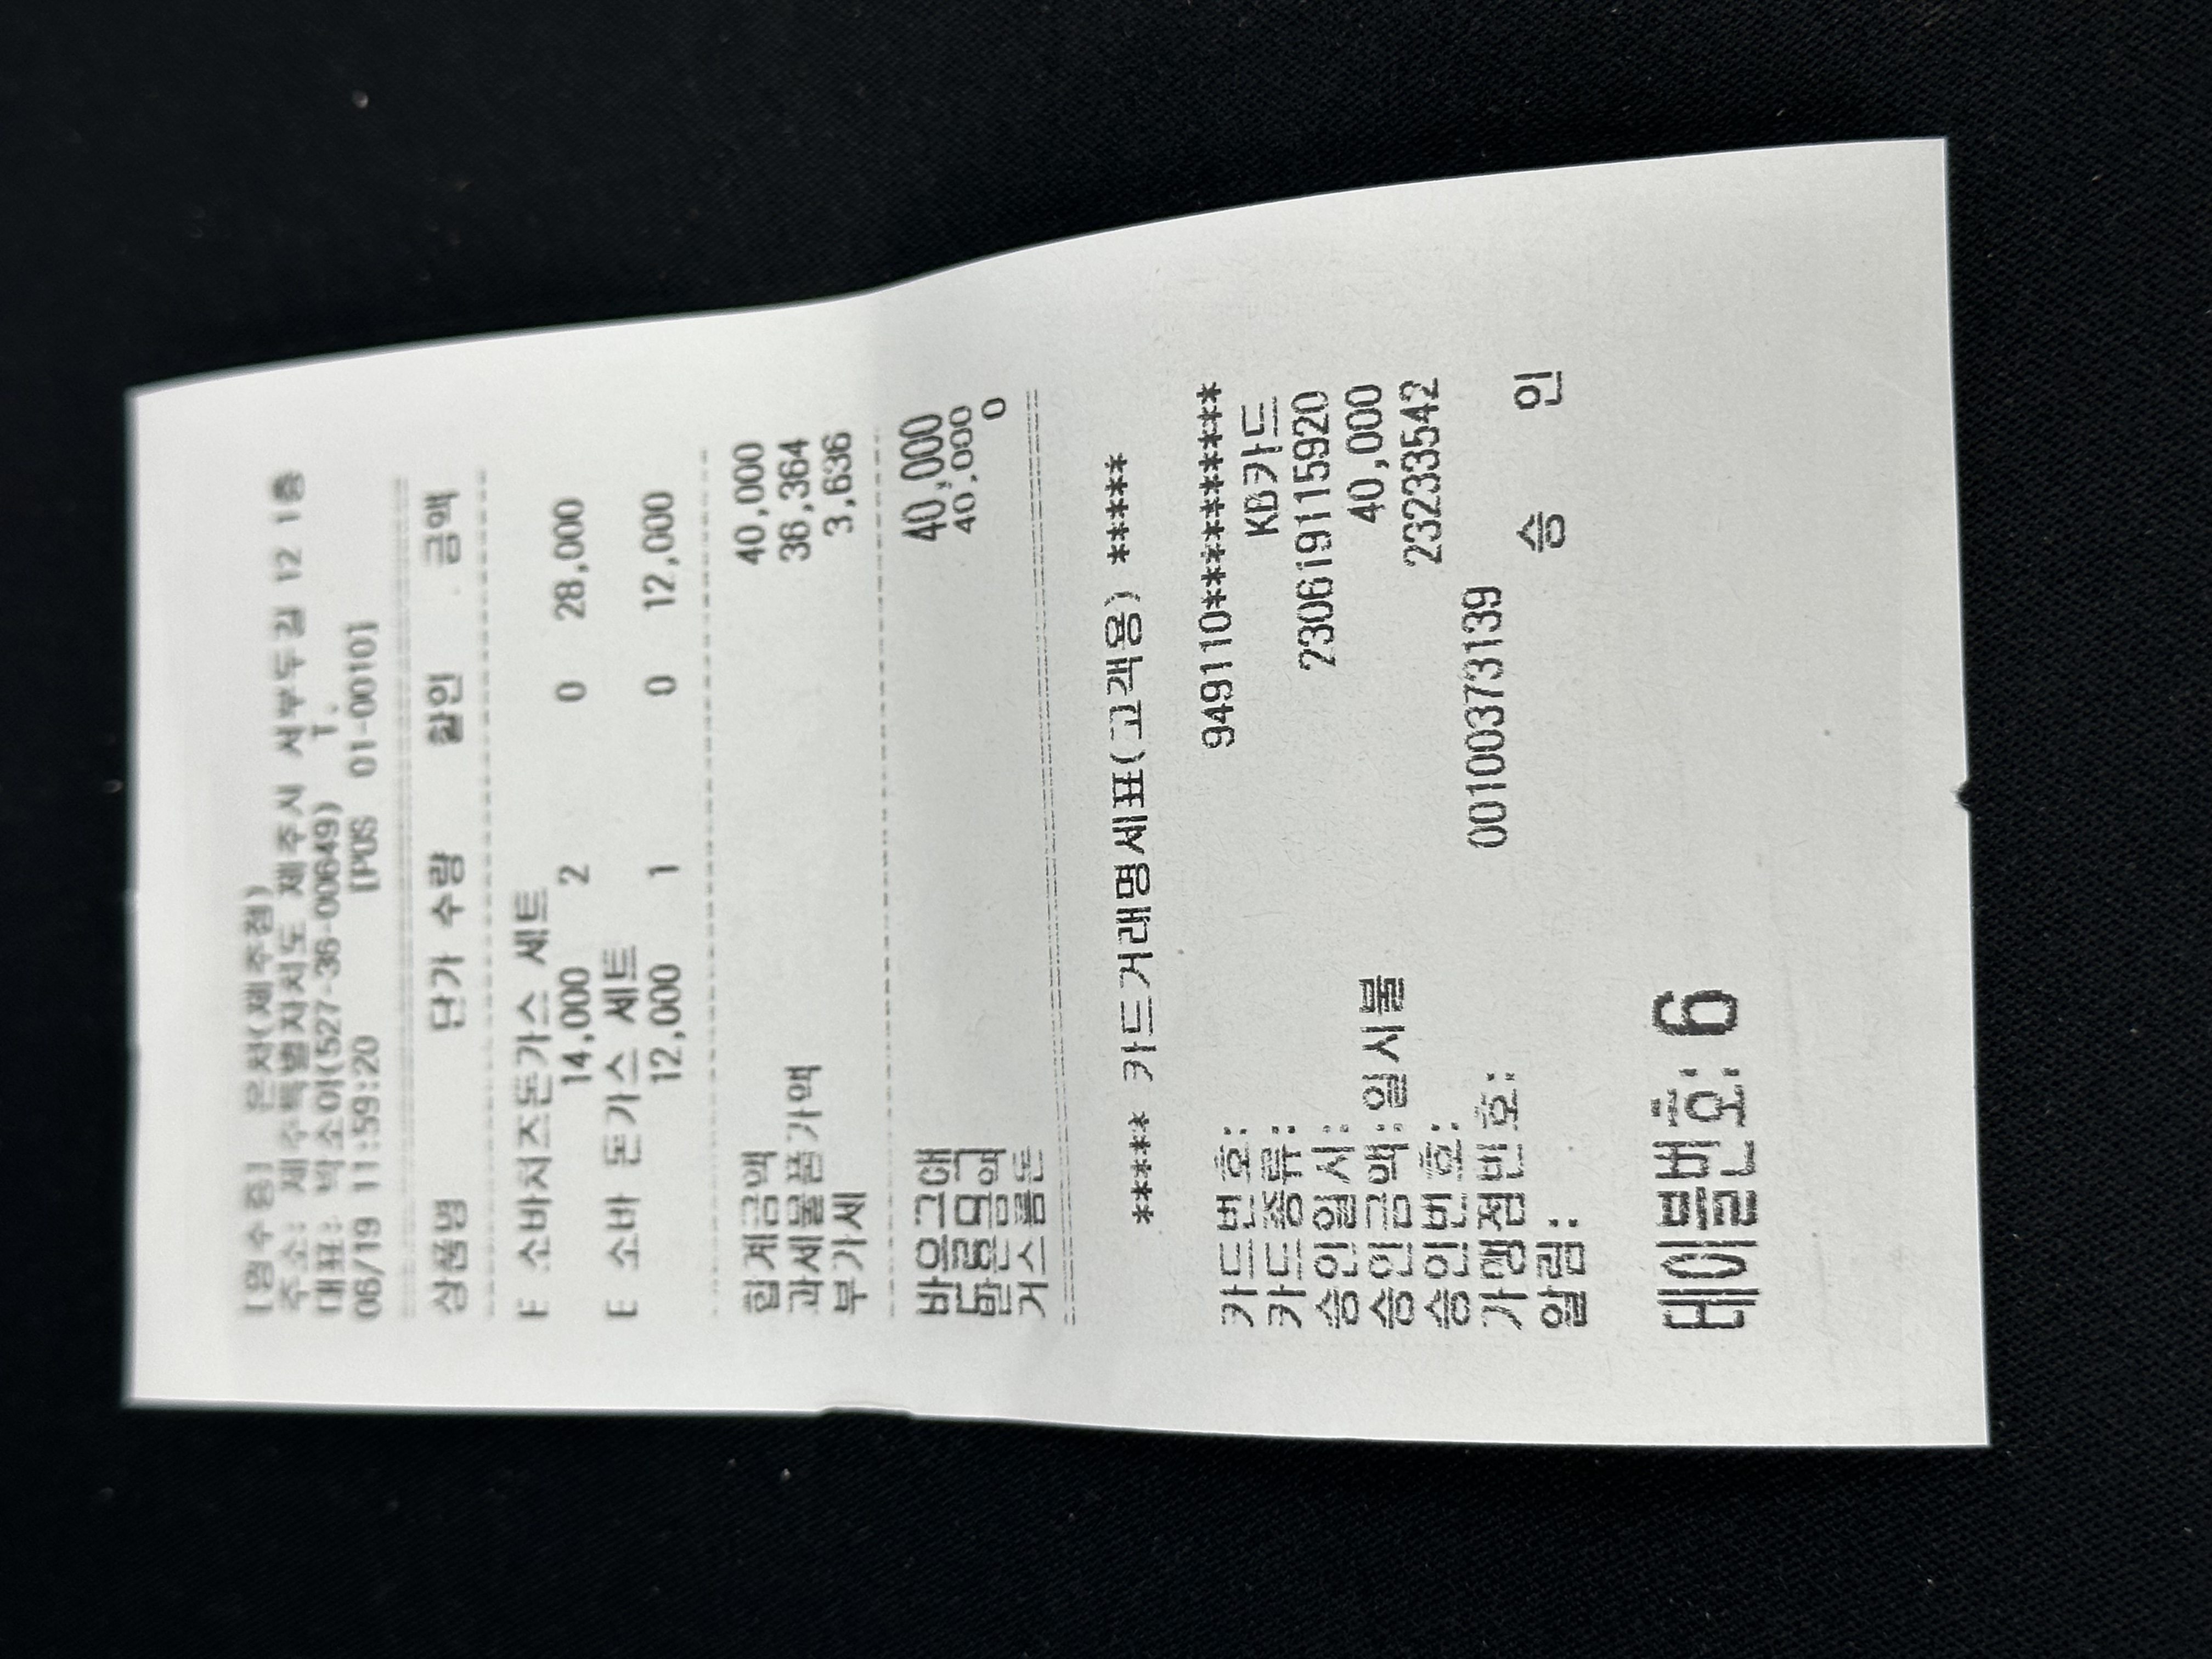 [영수증] 은처(제주점)
주소: 제주특별자치도 제주시 서부두길 12 1층
대표: 박소이(527-36-00649) T.
06/19 11:59:20 [POS 01-00101]
상품명 단가 수량 할인 금액
E 소바치즈돈가스 세트
14,000 2 0 28,000
E 소바 돈가스 세트
12,000 1 0 12,000
합계금액 40,000
과세물품가액 36,364
부가세 3,636
받을금액 40,000
받은금액 40,000
거스름돈 0
***** 카드거래명세표(고객용) *****
카드번호: 949110**********
카드종류: KB카드
승인일시: 230619115920
승인금액:일시불 40,000
승인번호: 23233542
가맹점번호: 00100373139
알림: 승 인
테이블번호: 6